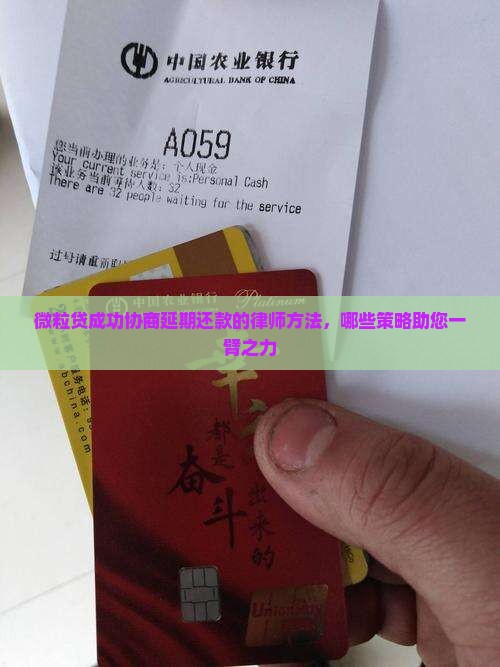 中国农业银行
AGRICULTURAL BANK OF CHINA
A059
您当前办理的业务是：个人现金
Your current service is:Personal Cash
该业务当前等待人数：32
There are 32 people waiting for the service
过号请重新取
中国农业银行
Platinum
微粒贷成功协商延期还款的律师方法，哪些策略助您一
臂之力
幸
都是
奋斗
出来的
UnionPay